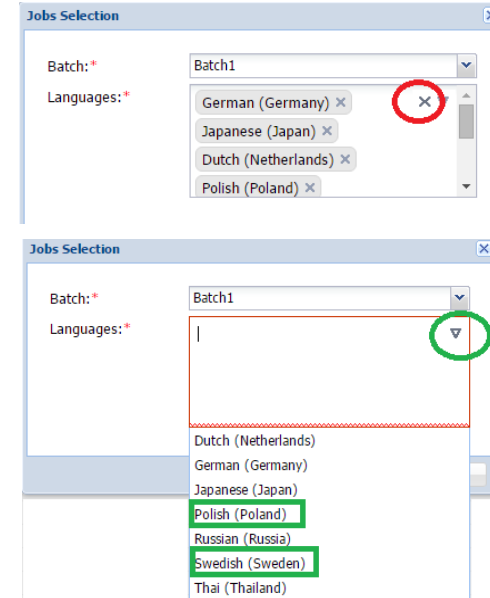 Jobs Selection
Batch:* Batch1
Languages:* German (Germany)
Japanese (Japan)
Dutch (Netherlands)
Polish (Poland)
Jobs Selection
Batch:* Batch1
Languages:*
Dutch (Netherlands)
German (Germany)
Japanese (Japan)
Polish (Poland)
Russian (Russia)
Swedish (Sweden)
Thai (Thailand)